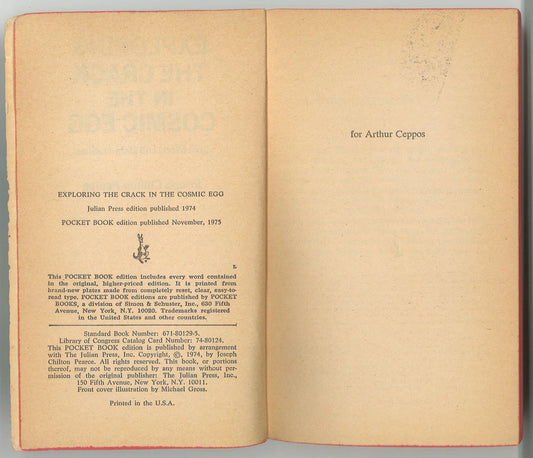 EXPLORING THE CRACK IN THE COSMIC EGG
Julian Press edition published 1974
POCKET BOOK edition published November, 1975
L
This POCKET BOOK edition includes every word contained
in the original, higher-priced edition. It is printed from
brand-new plates made from completely reset, clear, easy-to-
read type. POCKET BOOK editions are published by POCKET
BOOKS, a division of Simon & Schuster, Inc., 630 Fifth
Avenue, New York, N.Y. 10020. Trademarks registered
in the United States and other countries.
Standard Book Number: 671-80129-5.
Library of Congress Catalog Card Number: 74-80124.
This POCKET BOOK edition is published by arrangement
with The Julian Press, Inc. Copyright, ©, 1974, by Joseph
Chilton Pearce. All rights reserved. This book, or portions
thereof, may not be reproduced by any means without per-
mission of the original publisher: The Julian Press, Inc.,
150 Fifth Avenue, New York, N.Y. 10011.
Front cover illustration by Michael Gross.
Printed in the U.S.A.
for Arthur Ceppos